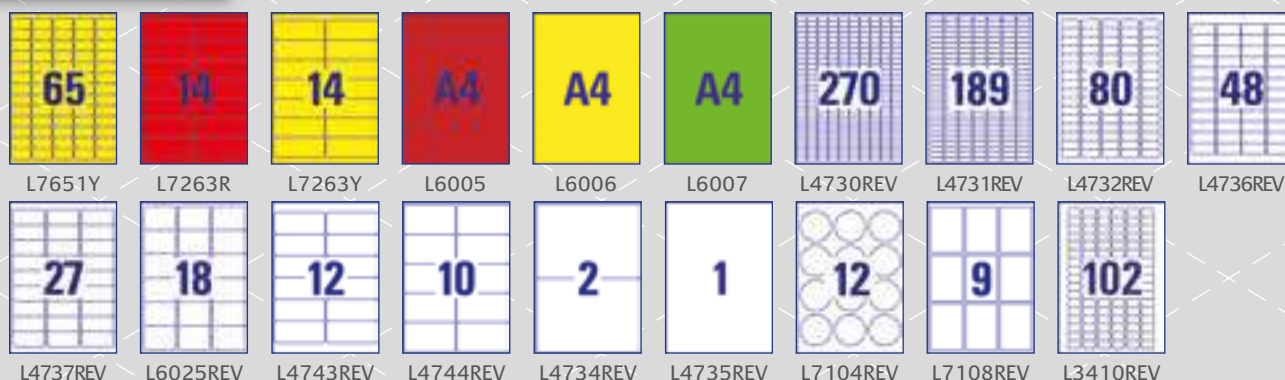 65 14 14 A4 A4 A4 270 189 80 48
L7651Y L7263R L7263Y L6005 L6006 L6007 L4730REV L4731REV L4732REV L4736REV
27 18 12 10 2 1 12 9 102
L4737REV L6025REV L4743REV L4744REV L4734REV L4735REV L7104REV L7108REV L3410REV